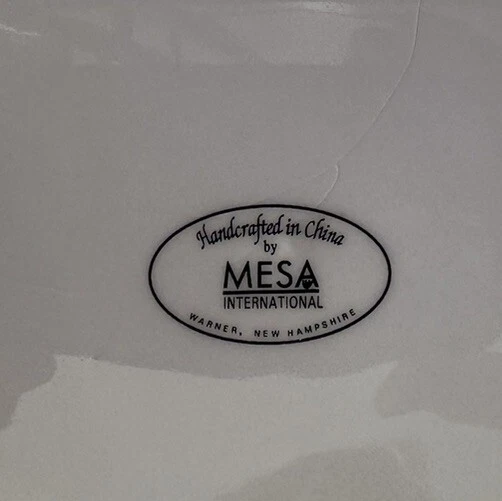 Handcrafted in China
by
MESA
INTERNATIONAL
WARNER, NEW HAMPSHIRE